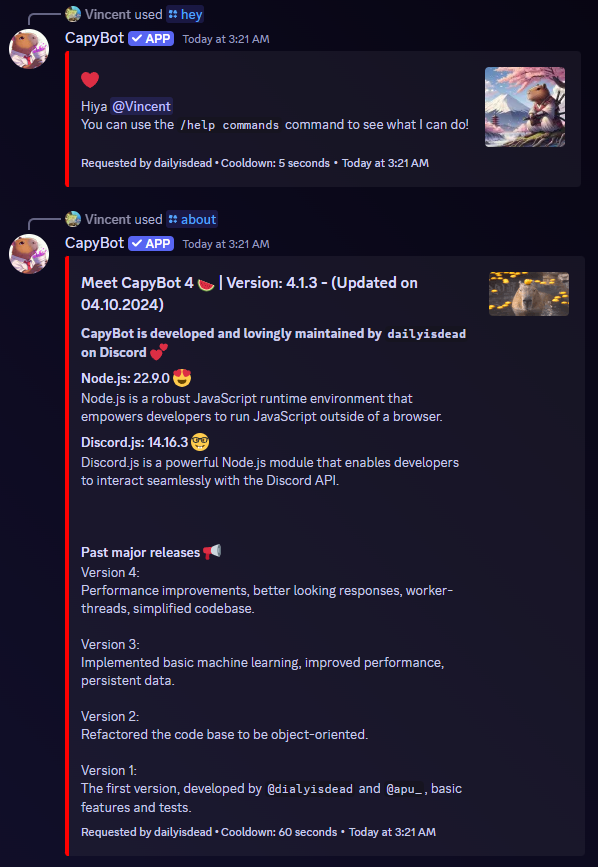 Vincent used hey
CapyBot ✓ APP Today at 3:21 AM
❤️
Hiya @Vincent
You can use the /help commands command to see what I can do!
Requested by dailyisdead • Cooldown: 5 seconds • Today at 3:21 AM
Vincent used about
CapyBot ✓ APP Today at 3:21 AM
Meet CapyBot 4 🍉 | Version: 4.1.3 - (Updated on
04.10.2024)
CapyBot is developed and lovingly maintained by dailyisdead
on Discord 💕
Node.js: 22.9.0 😍
Node.js is a robust JavaScript runtime environment that
empowers developers to run JavaScript outside of a browser.
Discord.js: 14.16.3 🤓
Discord.js is a powerful Node.js module that enables developers
to interact seamlessly with the Discord API.
Past major releases 📢
Version 4:
Performance improvements, better looking responses, worker-
threads, simplified codebase.
Version 3:
Implemented basic machine learning, improved performance,
persistent data.
Version 2:
Refactored the code base to be object-oriented.
Version 1:
The first version, developed by @dialyisdead and @apu_, basic
features and tests.
Requested by dailyisdead • Cooldown: 60 seconds • Today at 3:21 AM